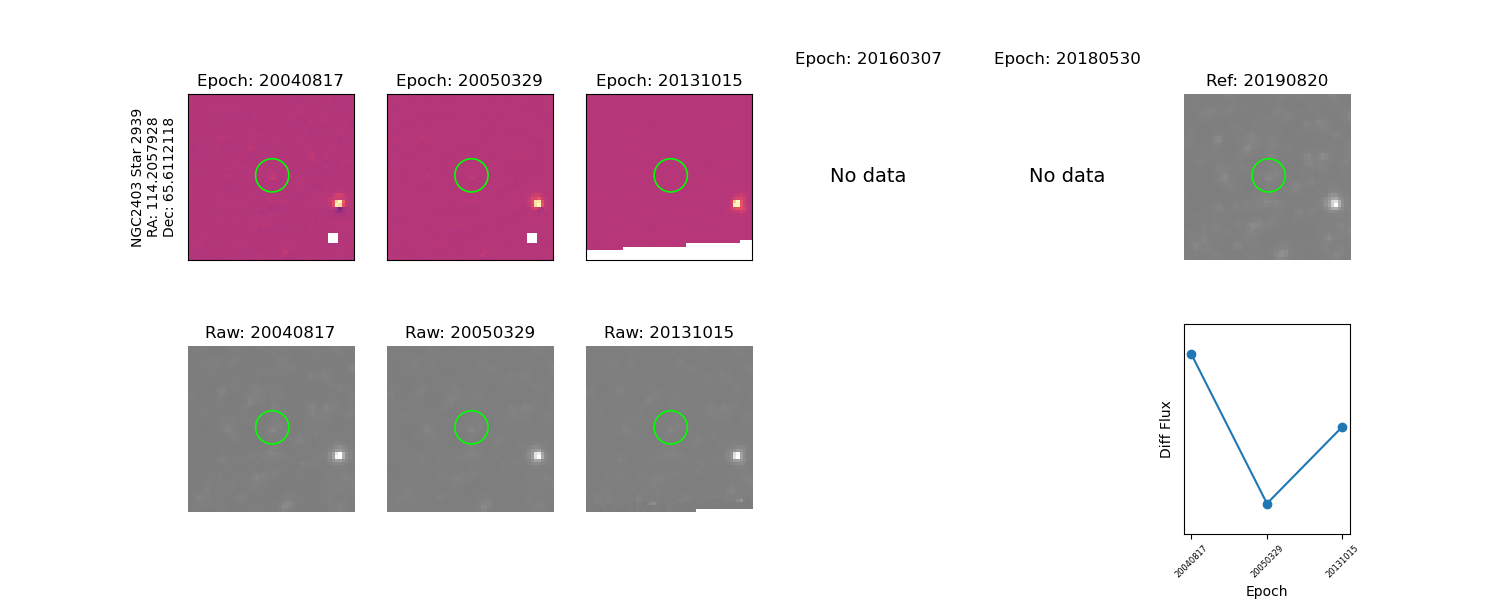 Epoch: 20040817
Epoch: 20050329
Epoch: 20131015
Epoch: 20160307
Epoch: 20180530
Ref: 20190820
NGC2403 Star 2939
RA: 114.2057928
Dec: 65.6112118
No data
No data
Raw: 20040817
Raw: 20050329
Raw: 20131015
Diff Flux
20040817
20050329
20131015
Epoch